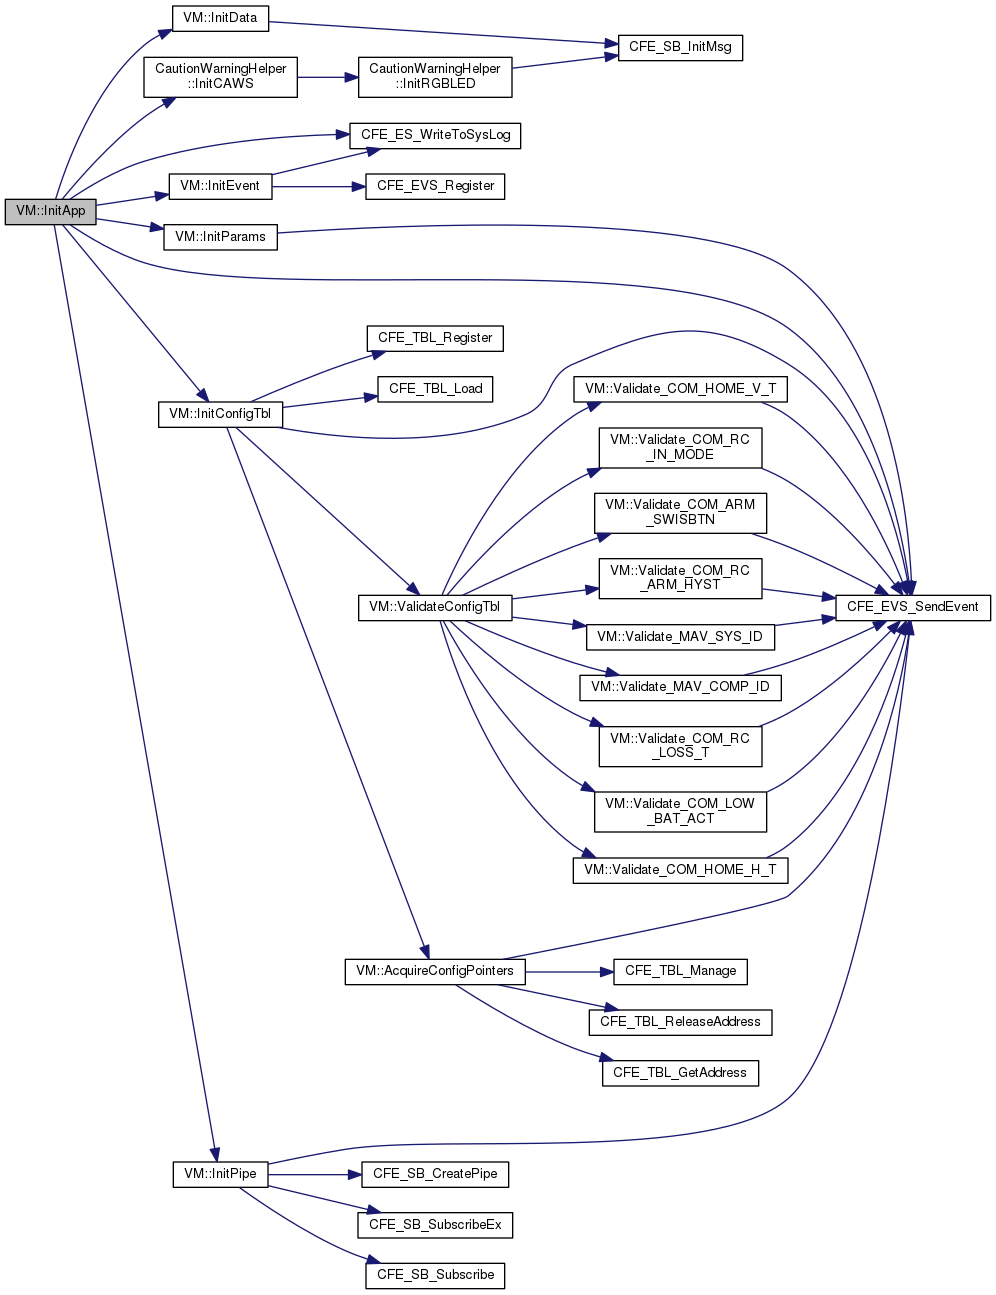 VM::InitData
CFE_SB_InitMsg
CautionWarningHelper
::InitCAWS
CautionWarningHelper
::InitRGBLED
CFE_ES_WriteToSysLog
VM::InitEvent
CFE_EVS_Register
VM::InitApp
VM::InitParams
CFE_TBL_Register
CFE_TBL_Load
VM::InitConfigTbl
VM::Validate_COM_HOME_V_T
VM::Validate_COM_RC
_IN_MODE
VM::Validate_COM_ARM
_SWISBTN
VM::Validate_COM_RC
_ARM_HYST
VM::ValidateConfigTbl
CFE_EVS_SendEvent
VM::Validate_MAV_SYS_ID
VM::Validate_MAV_COMP_ID
VM::Validate_COM_RC
_LOSS_T
VM::Validate_COM_LOW
_BAT_ACT
VM::Validate_COM_HOME_H_T
VM::AcquireConfigPointers
CFE_TBL_Manage
CFE_TBL_ReleaseAddress
CFE_TBL_GetAddress
VM::InitPipe
CFE_SB_CreatePipe
CFE_SB_SubscribeEx
CFE_SB_Subscribe